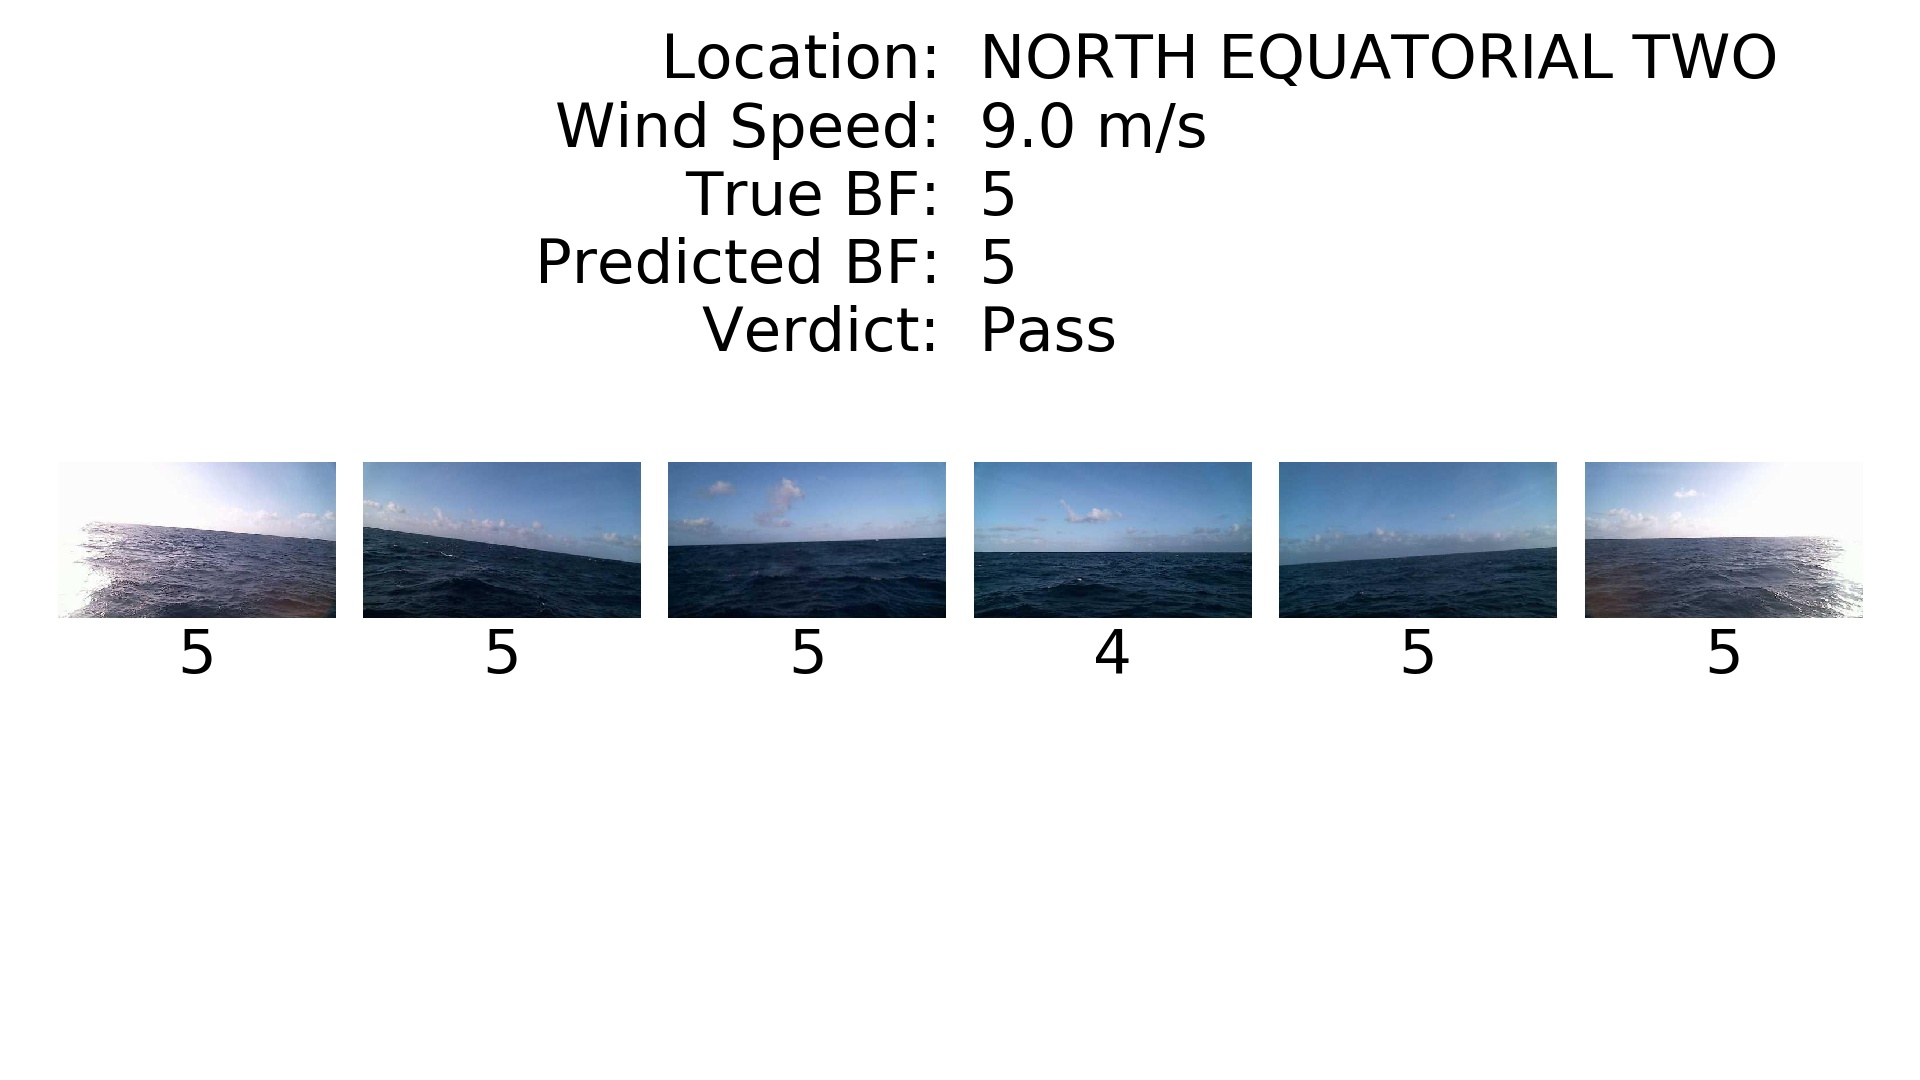 Location: NORTH EQUATORIAL TWO
Wind Speed: 9.0 m/s
True BF: 5
Predicted BF: 5
Verdict: Pass
5 5 5 4 5 5